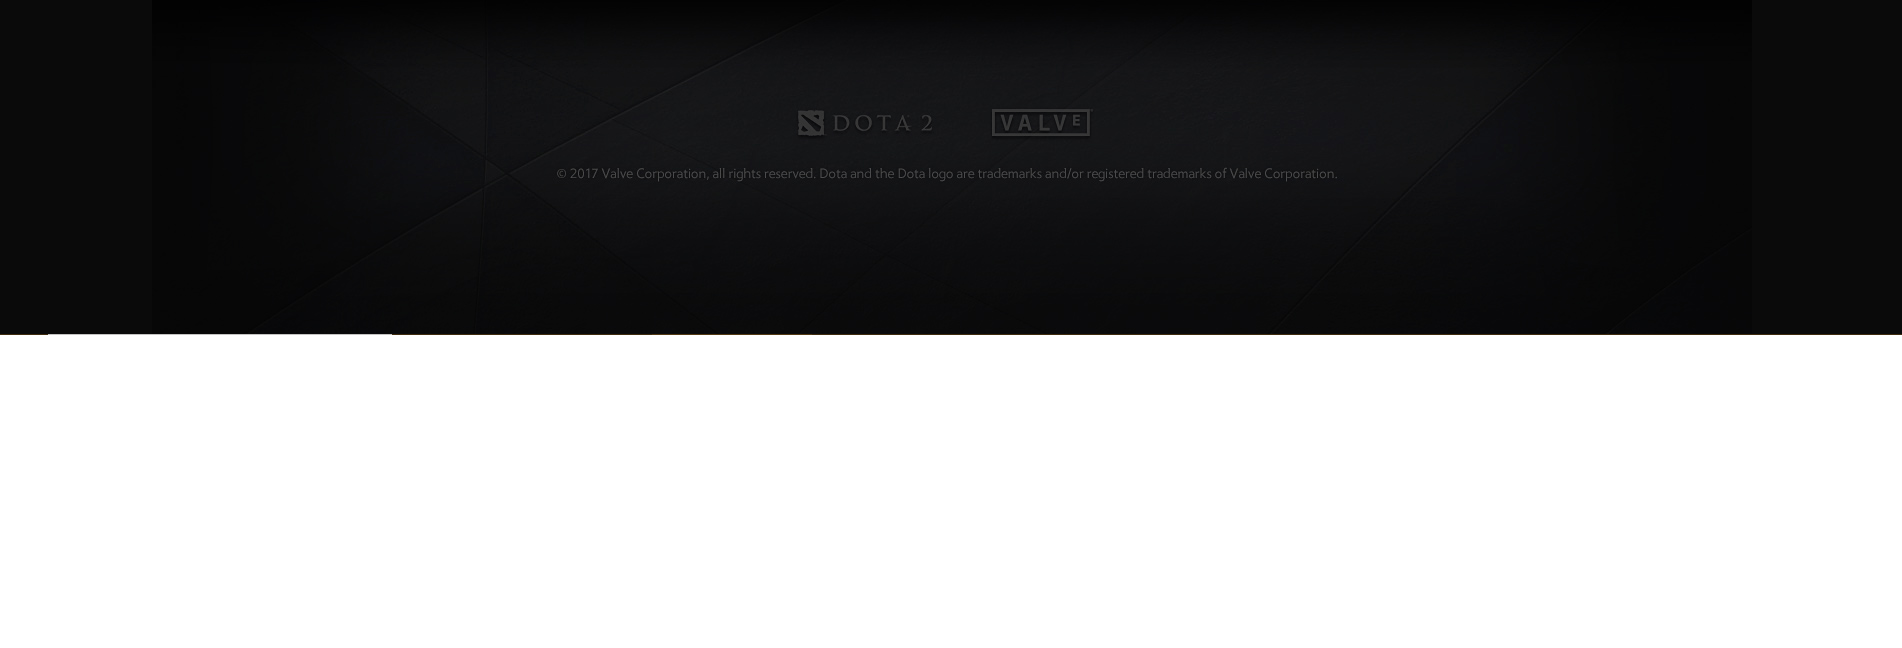 DOTA 2 VALVE
© 2017 Valve Corporation, all rights reserved. Dota and the Dota logo are trademarks and/or registered trademarks of Valve Corporation.